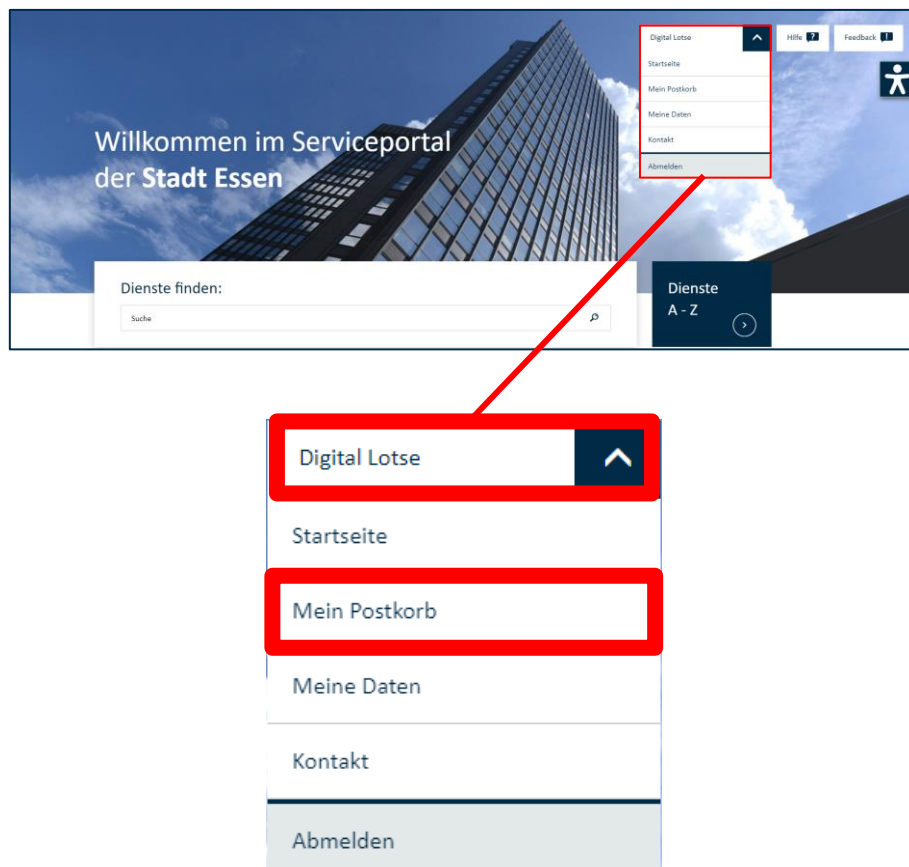 Digital Lotse
Hilfe ?
Feedback !
Startseite
Mein Postkorb
Meine Daten
Kontakt
Abmelden
Willkommen im Serviceportal
der Stadt Essen
Dienste finden:
Suche
Dienste
A - Z
Digital Lotse
Startseite
Mein Postkorb
Meine Daten
Kontakt
Abmelden